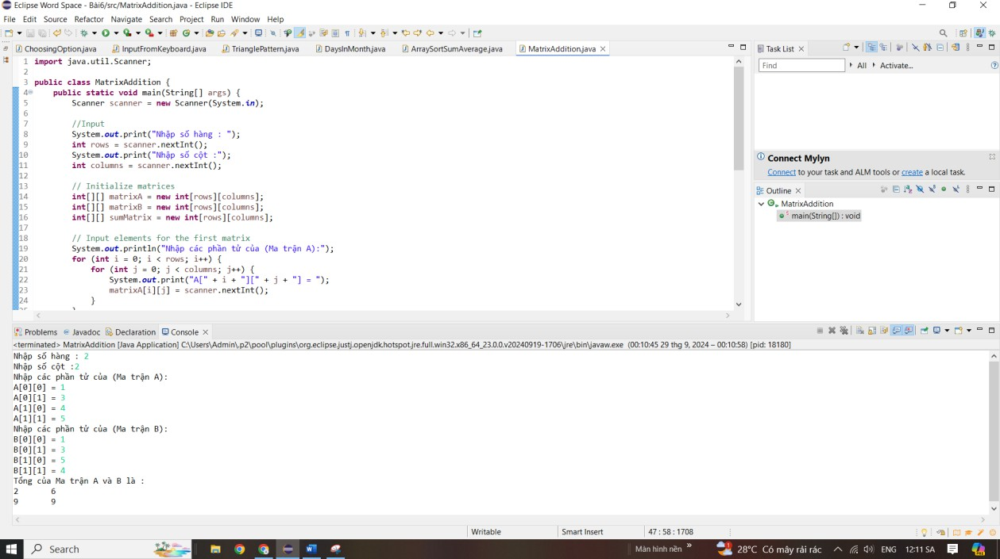 Eclipse Word Space - Bài6/src/MatrixAddition.java - Eclipse IDE
File Edit Source Refactor Navigate Search Project Run Window Help
ChoosingOption.java InputFromKeyboard.java TrianglePattern.java DaysInMonth.java ArraySortSumAverage.java MatrixAddition.java
1 import java.util.Scanner;
2
3 public class MatrixAddition {
4 public static void main(String[] args) {
5 Scanner scanner = new Scanner(System.in);
6
7 //Input
8 System.out.print("Nhập số hàng : ");
9 int rows = scanner.nextInt();
10 System.out.print("Nhập số cột :");
11 int columns = scanner.nextInt();
12
13 // Initialize matrices
14 int[][] matrixA = new int[rows][columns];
15 int[][] matrixB = new int[rows][columns];
16 int[][] sumMatrix = new int[rows][columns];
17
18 // Input elements for the first matrix
19 System.out.println("Nhập các phần tử của (Ma trận A):");
20 for (int i = 0; i < rows; i++) {
21 for (int j = 0; j < columns; j++) {
22 System.out.print("A[" + i + "][" + j + "] = ");
23 matrixA[i][j] = scanner.nextInt();
24 }
Task List
Find All Activate...
Connect Mylyn
Connect to your task and ALM tools or create a local task.
Outline
MatrixAddition
main(String[]) : void
Problems Javadoc Declaration Console
<terminated> MatrixAddition [Java Application] C:\Users\Admin\.p2\pool\plugins\org.eclipse.justj.openjdk.hotspot.jre.full.win32.x86_64_23.0.0.v20240919-1706\jre\bin\javaw.exe (00:10:45 29 thg 9, 2024 – 00:10:58) [pid: 18180]
Nhập số hàng : 2
Nhập số cột :2
Nhập các phần tử của (Ma trận A):
A[0][0] = 1
A[0][1] = 3
A[1][0] = 4
A[1][1] = 5
Nhập các phần tử của (Ma trận B):
B[0][0] = 1
B[0][1] = 3
B[1][0] = 5
B[1][1] = 4
Tổng của Ma trận A và B là :
2 6
9 9
Writable Smart Insert 47 : 58 : 1708
Search Màn hình nền 28°C Có mây rải rác ENG 12:11 SA